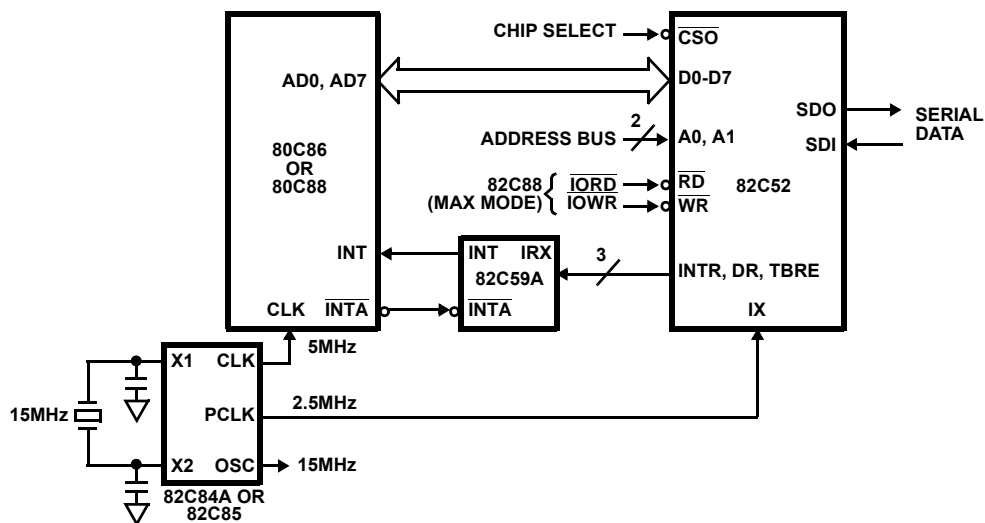 CHIP SELECT
CSO
AD0, AD7
D0-D7
SDO
SERIAL
DATA
SDI
80C86
OR
80C88
ADDRESS BUS
2
A0, A1
82C88
(MAX MODE)
IORD
IOWR
RD
WR
82C52
INT
INT
IRX
82C59A
3
INTR, DR, TBRE
CLK
INTA
INTA
IX
5MHz
X1
CLK
15MHz
PCLK
2.5MHz
X2
OSC
15MHz
82C84A OR
82C85